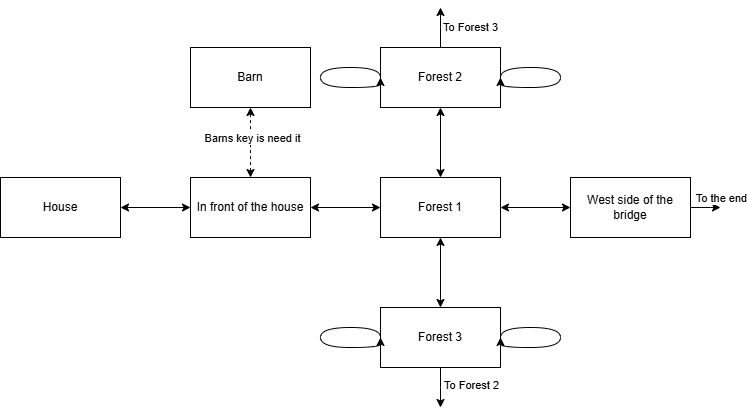 To Forest 3
Barn
Forest 2
Barns key is need it
House
In front of the house
Forest 1
West side of the
bridge
To the end
Forest 3
To Forest 2